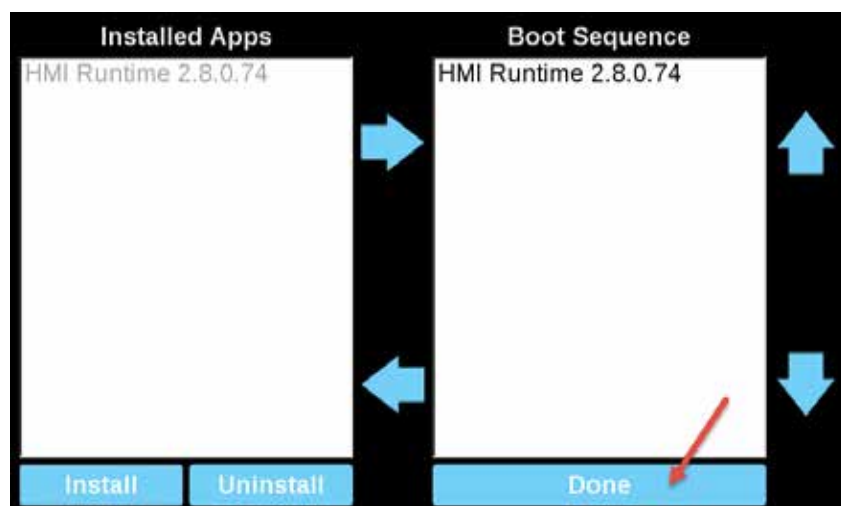 Installed Apps
HMI Runtime 2.8.0.74
Install
Uninstall
Boot Sequence
HMI Runtime 2.8.0.74
Done